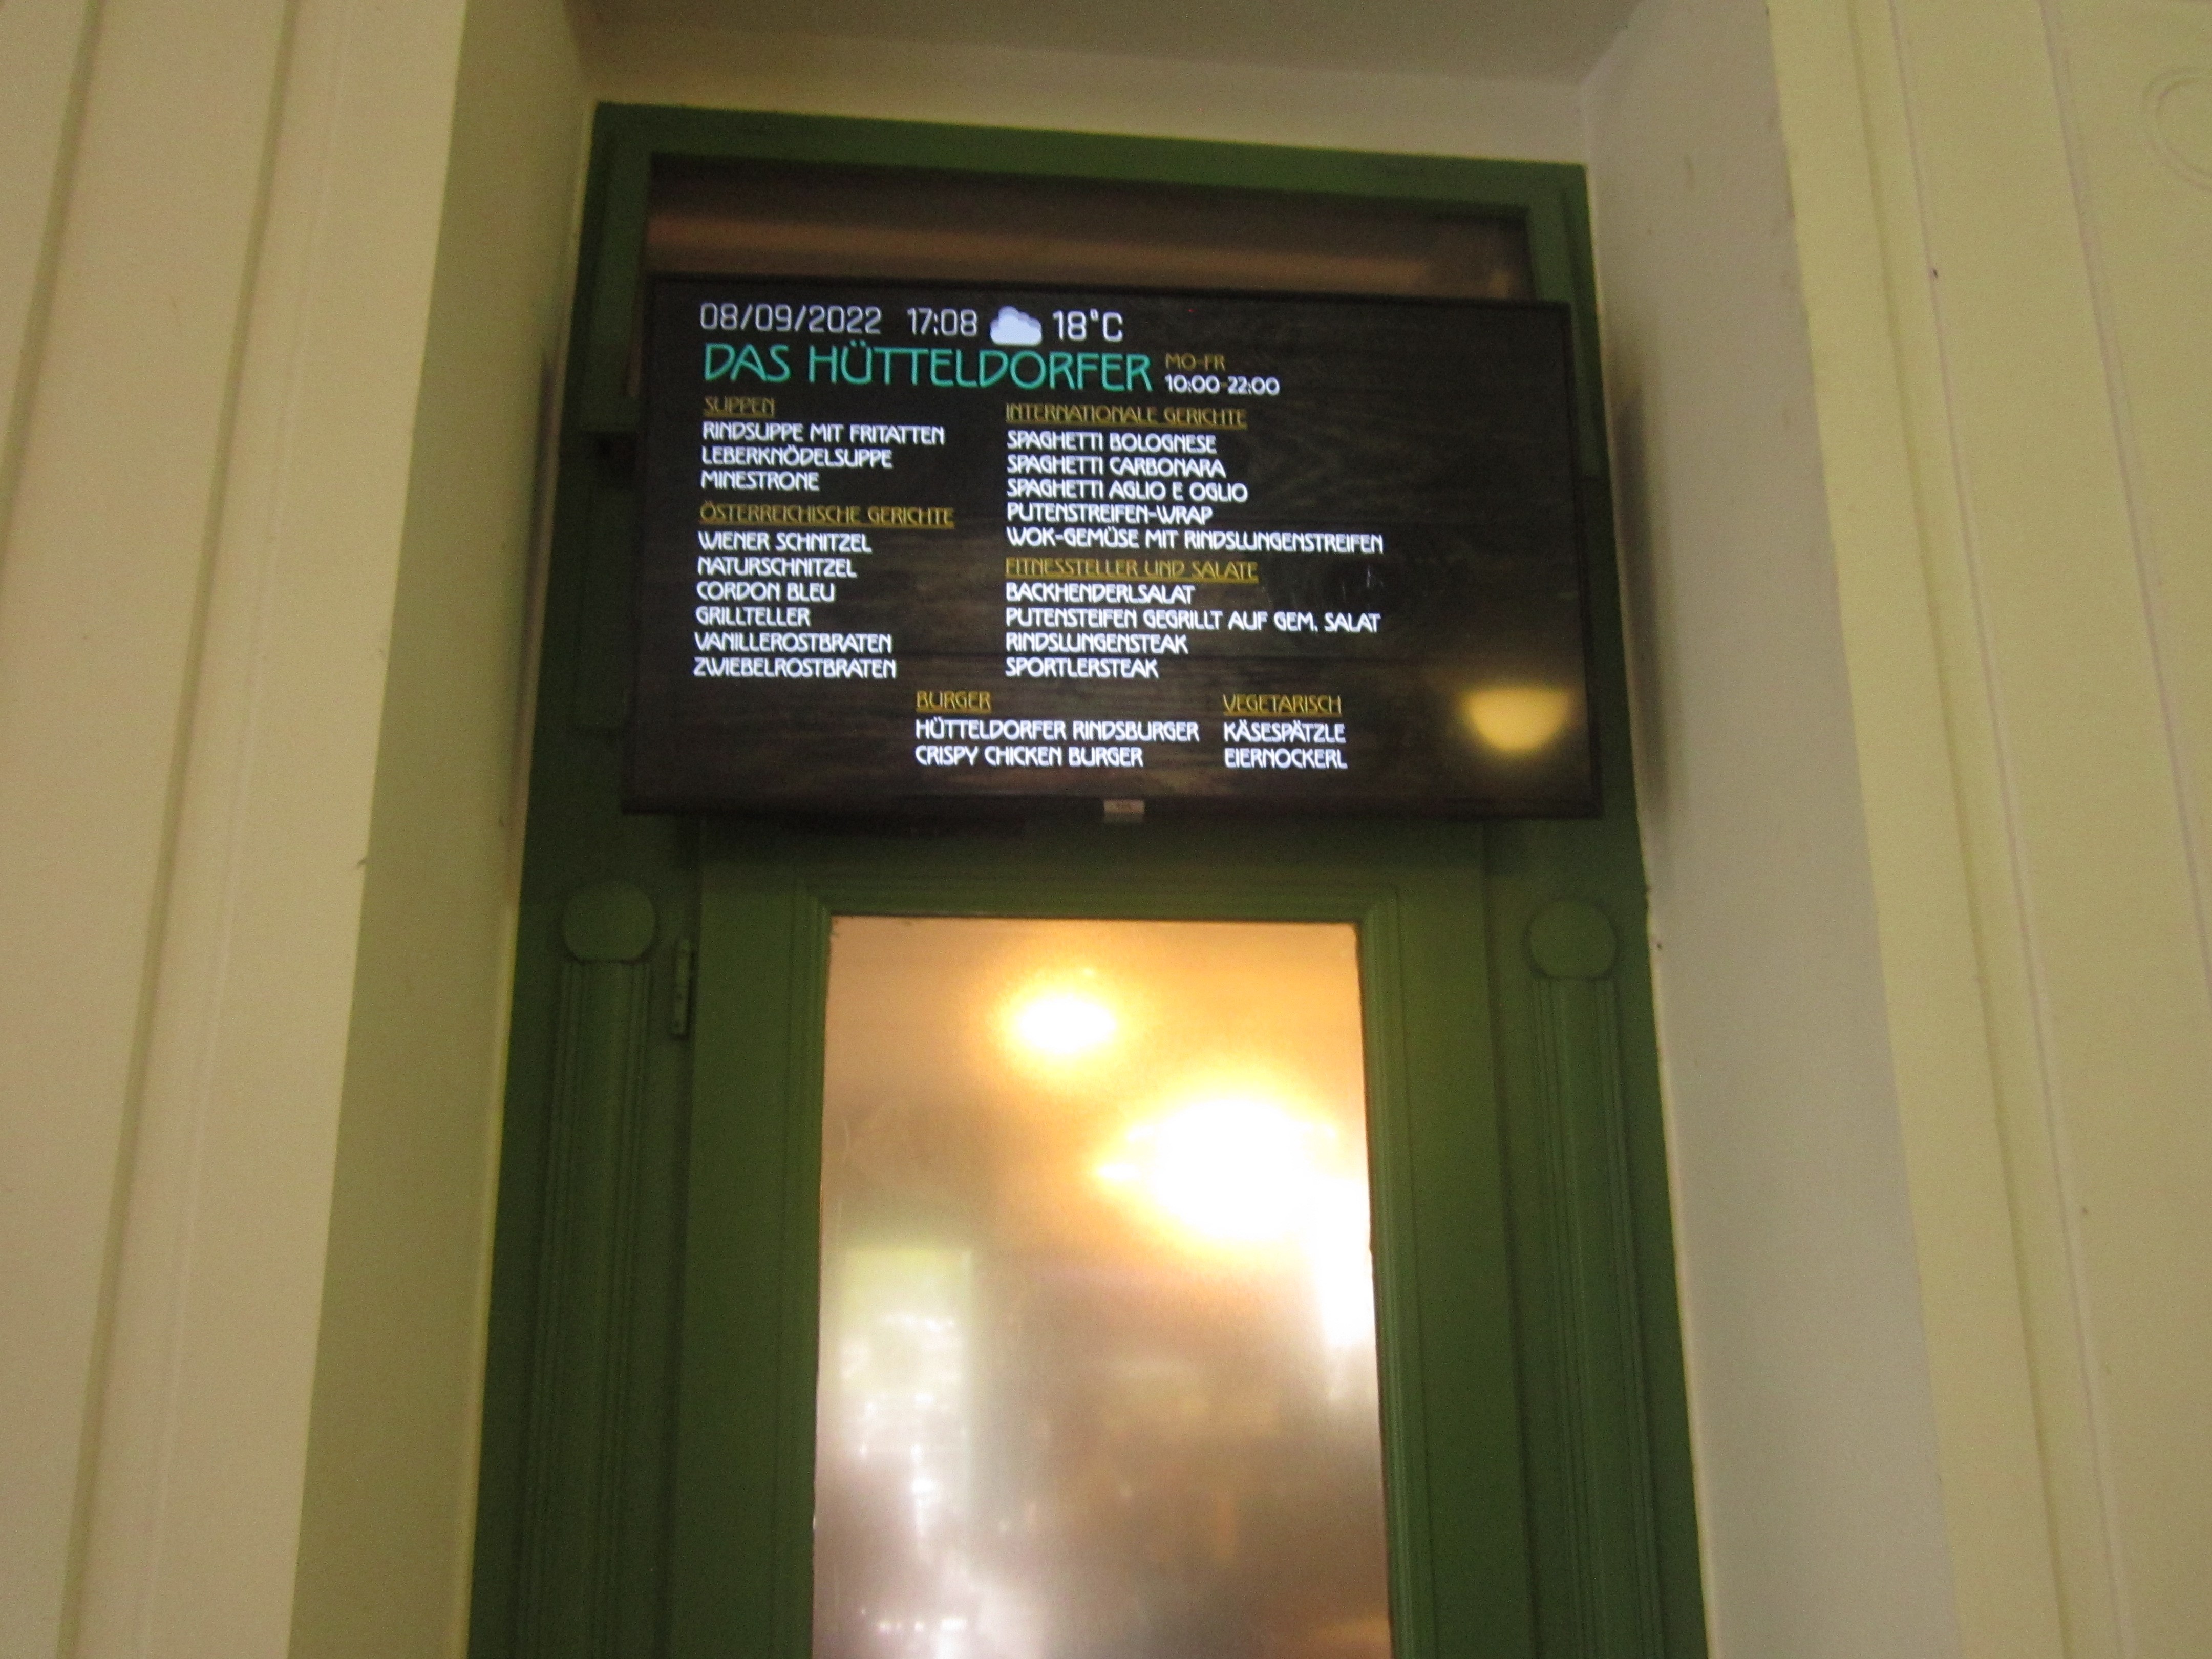 08/09/2022 17:08 18°C
DAS HÜTTELDORFER
MO-FR
10:00-22:00
SUPPEN
RINDSUPPE MIT FRITATTEN
LEBERKNÖDELSUPPE
MINESTRONE
ÖSTERREICHISCHE GERICHTE
WIENER SCHNITZEL
NATURSCHNITZEL
CORDON BLEU
GRILLTELLER
VANILLEROSTBRATEN
ZWIEBELROSTBRATEN
INTERNATIONALE GERICHTE
SPAGHETTI BOLOGNESE
SPAGHETTI CARBONARA
SPAGHETTI AGLIO E OGLIO
PUTENSTREIFEN-WRAP
WOK-GEMÜSE MIT RINDSLUNGENSTREIFEN
FITNESSTELLER UND SALATE
BACKHENDERLSALAT
PUTENSTEIFEN GEGRILLT AUF GEM. SALAT
RINDSLUNGENSTEAK
SPORTLERSTEAK
BURGER
HÜTTELDORFER RINDSBURGER
CRISPY CHICKEN BURGER
VEGETARISCH
KÄSESPÄTZLE
EIERNOCKERL